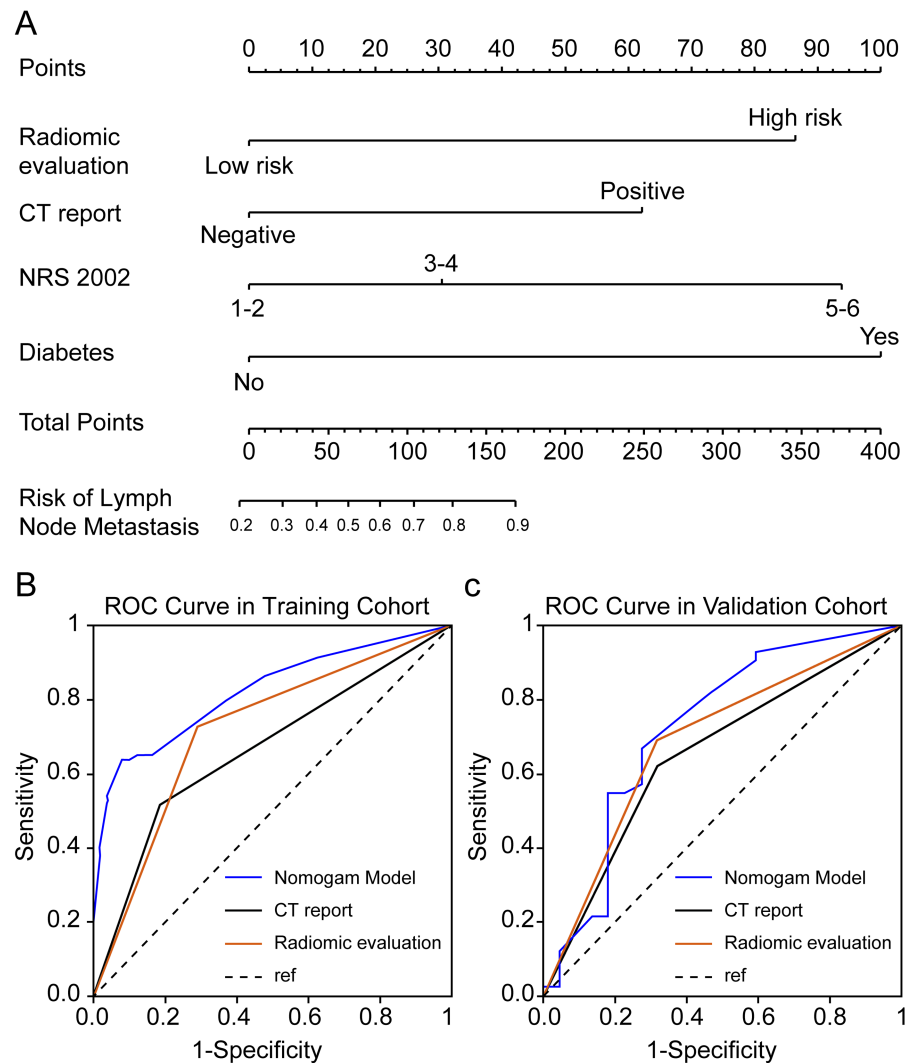 A
Points
0 10 20 30 40 50 60 70 80 90 100
Radiomic
evaluation
Low risk
High risk
CT report
Negative
Positive
NRS 2002
1-2
3-4
5-6
Diabetes
No
Yes
Total Points
0 50 100 150 200 250 300 350 400
Risk of Lymph
Node Metastasis
0.2 0.3 0.4 0.5 0.6 0.7 0.8 0.9
B
ROC Curve in Training Cohort
1
0.8
0.6
0.4
0.2
0.0
Sensitivity
Nomogam Model
CT report
Radiomic evaluation
ref
0.0 0.2 0.4 0.6 0.8 1
1-Specificity
c
ROC Curve in Validation Cohort
1
0.8
0.6
0.4
0.2
0.0
Sensitivity
Nomogam Model
CT report
Radiomic evaluation
ref
0.0 0.2 0.4 0.6 0.8 1
1-Specificity